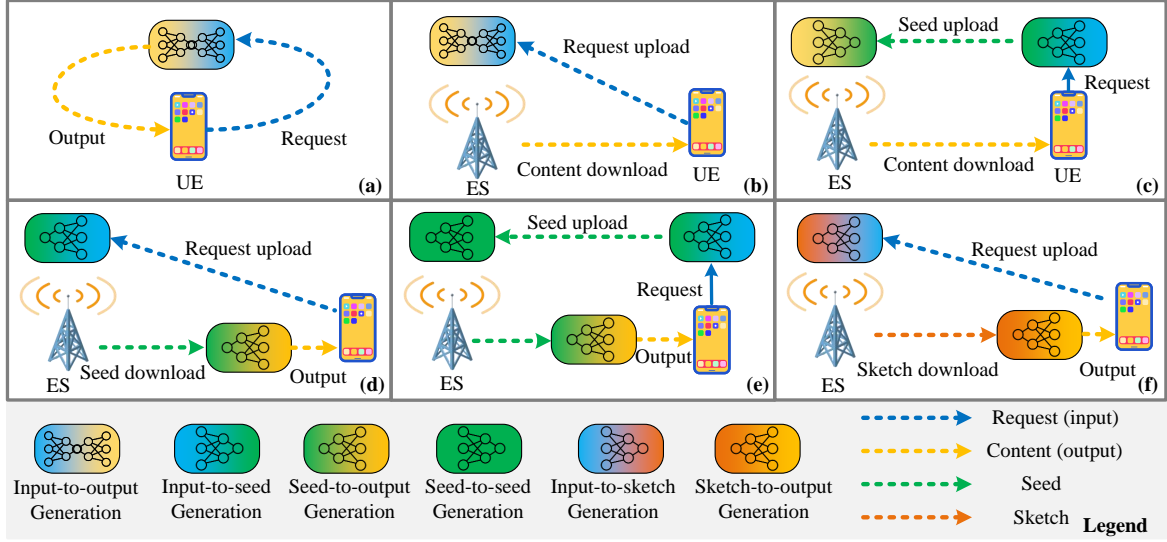 Output
Request
UE
(a)
Request upload
Content download
ES
UE
(b)
Seed upload
Request
Content download
ES
UE
(c)
Request upload
Seed download
Output
ES
(d)
Seed upload
Request
Output
ES
UE
(e)
Request upload
Sketch download
Output
ES
(f)
Input-to-output
Generation
Input-to-seed
Generation
Seed-to-output
Generation
Seed-to-seed
Generation
Input-to-sketch
Generation
Sketch-to-output
Generation
Request (input)
Content (output)
Seed
Sketch
Legend